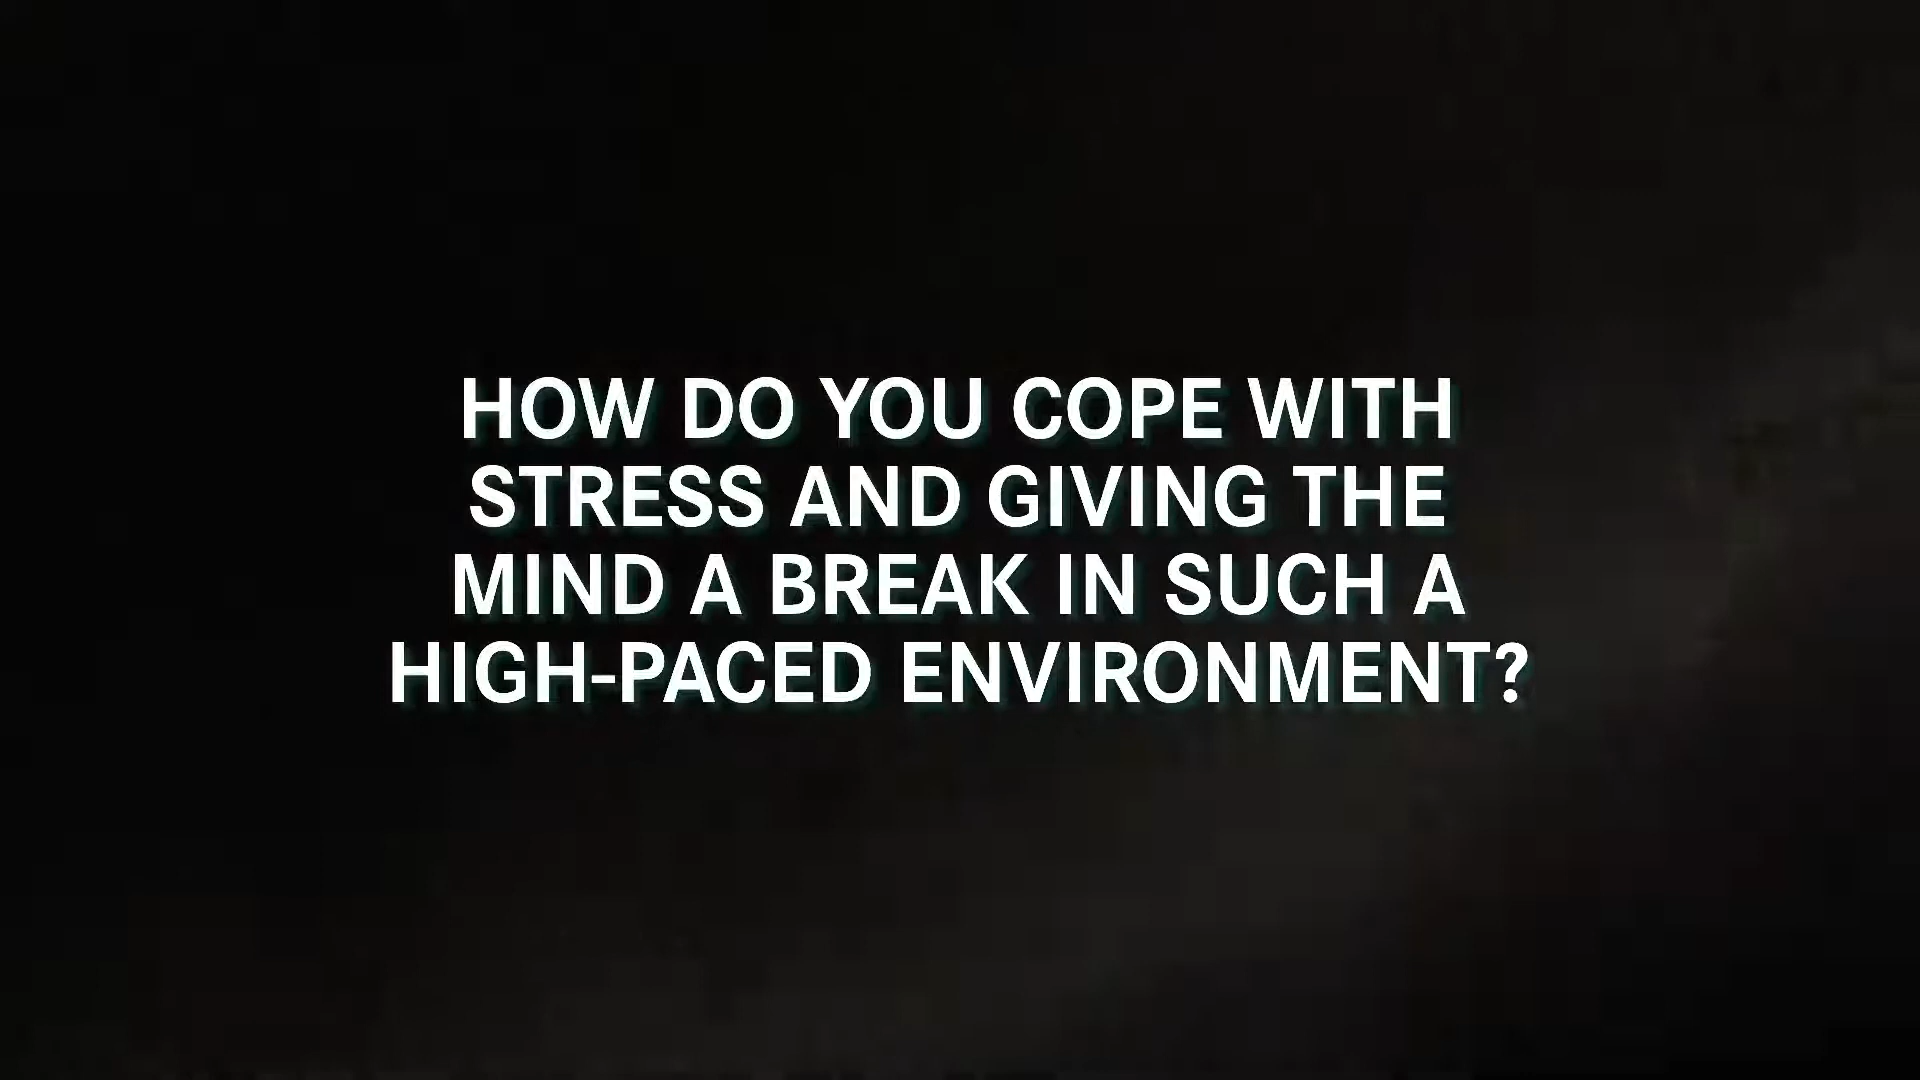 HOW DO YOU COPE WITH
STRESS AND GIVING THE
MIND A BREAK IN SUCH A
HIGH-PACED ENVIRONMENT?